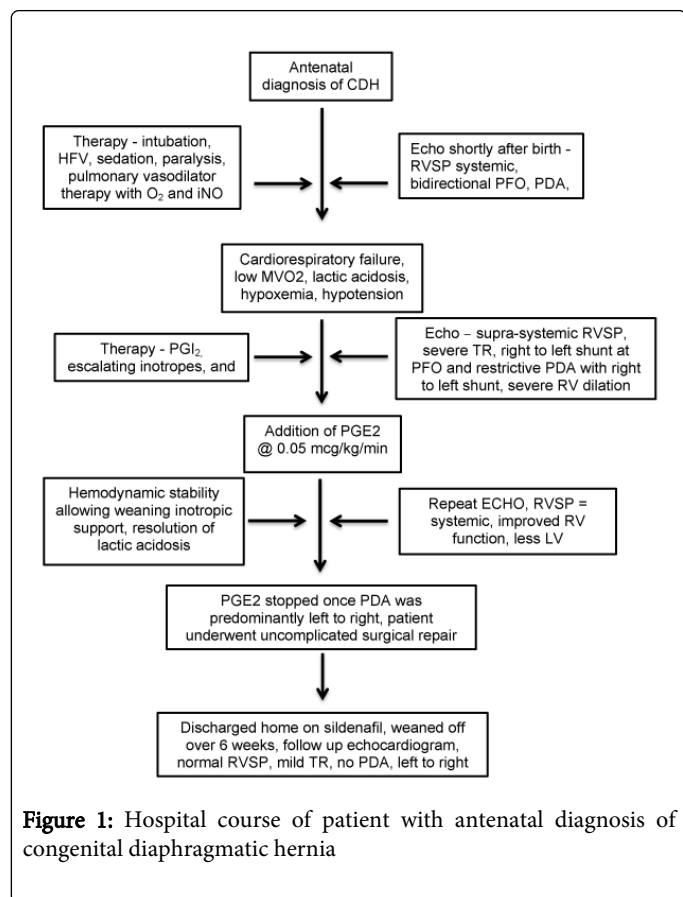 Antenatal
diagnosis of CDH
Therapy - intubation,
HFV, sedation, paralysis,
pulmonary vasodilator
therapy with O₂ and iNO
Echo shortly after birth -
RVSP systemic,
bidirectional PFO, PDA,
Cardiorespiratory failure,
low MVO2, lactic acidosis,
hypoxemia, hypotension
Therapy - PGI₂,
escalating inotropes, and
Echo – supra-systemic RVSP,
severe TR, right to left shunt at
PFO and restrictive PDA with right
to left shunt, severe RV dilation
Addition of PGE2
@ 0.05 mcg/kg/min
Hemodynamic stability
allowing weaning inotropic
support, resolution of
lactic acidosis
Repeat ECHO, RVSP =
systemic, improved RV
function, less LV
PGE2 stopped once PDA was
predominantly left to right, patient
underwent uncomplicated surgical repair
Discharged home on sildenafil, weaned off
over 6 weeks, follow up echocardiogram,
normal RVSP, mild TR, no PDA, left to right
Figure 1: Hospital course of patient with antenatal diagnosis of
congenital diaphragmatic hernia